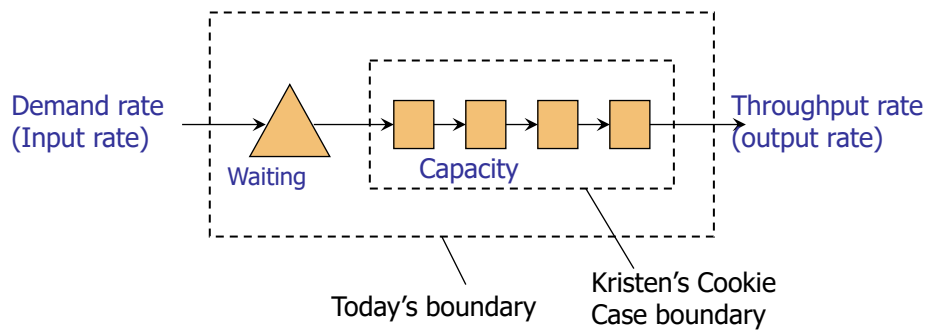 Demand rate
(Input rate)
Waiting
Capacity
Throughput rate
(output rate)
Today's boundary
Kristen's Cookie
Case boundary